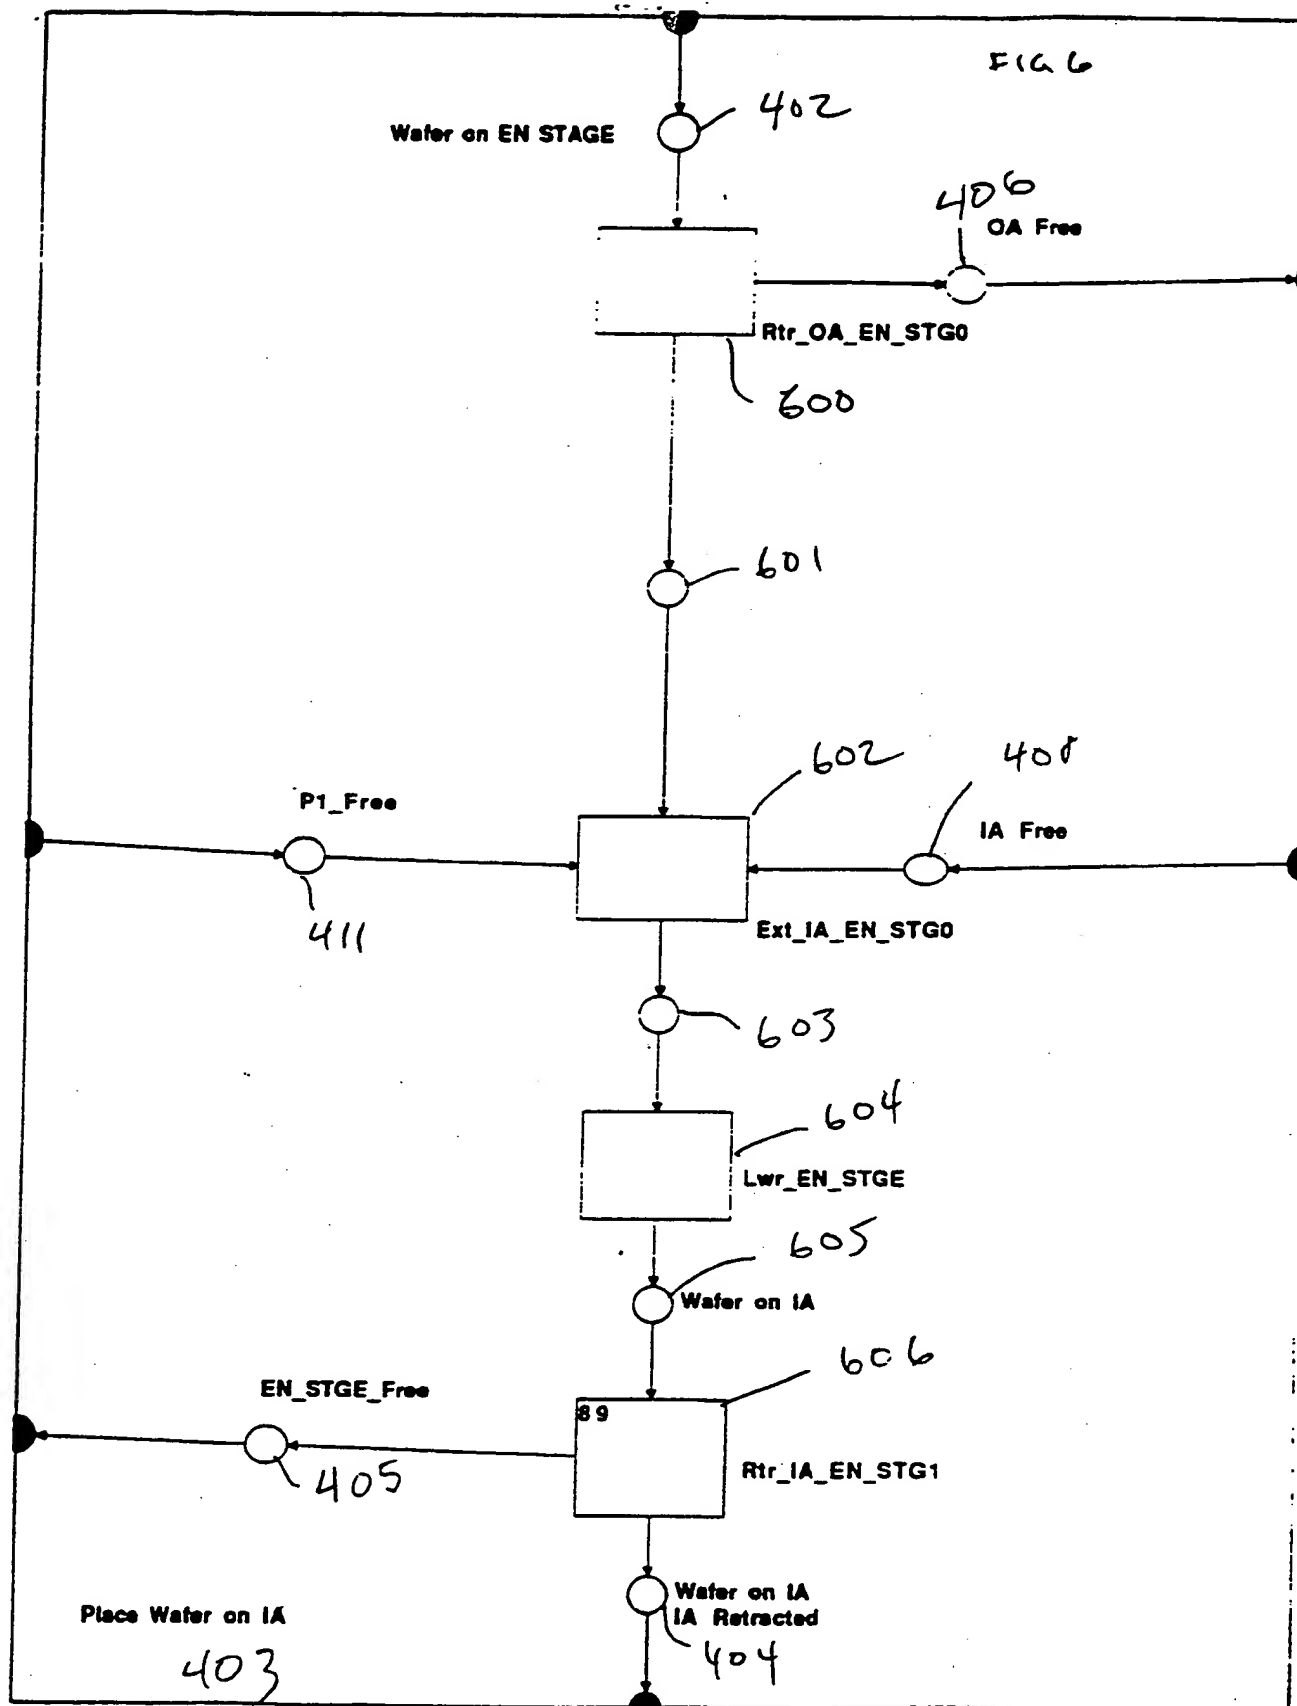 FIG 6
402
Wafer on EN STAGE
406
OA Free
Rtr_OA_EN_STG0
600
601
602
408
P1_Free
IA Free
411
Ext_IA_EN_STG0
603
604
Lwr_EN_STGE
605
Wafer on IA
606
EN_STGE_Free
89
405
Rtr_IA_EN_STG1
Wafer on IA
IA Retracted
Place Wafer on IA
404
403